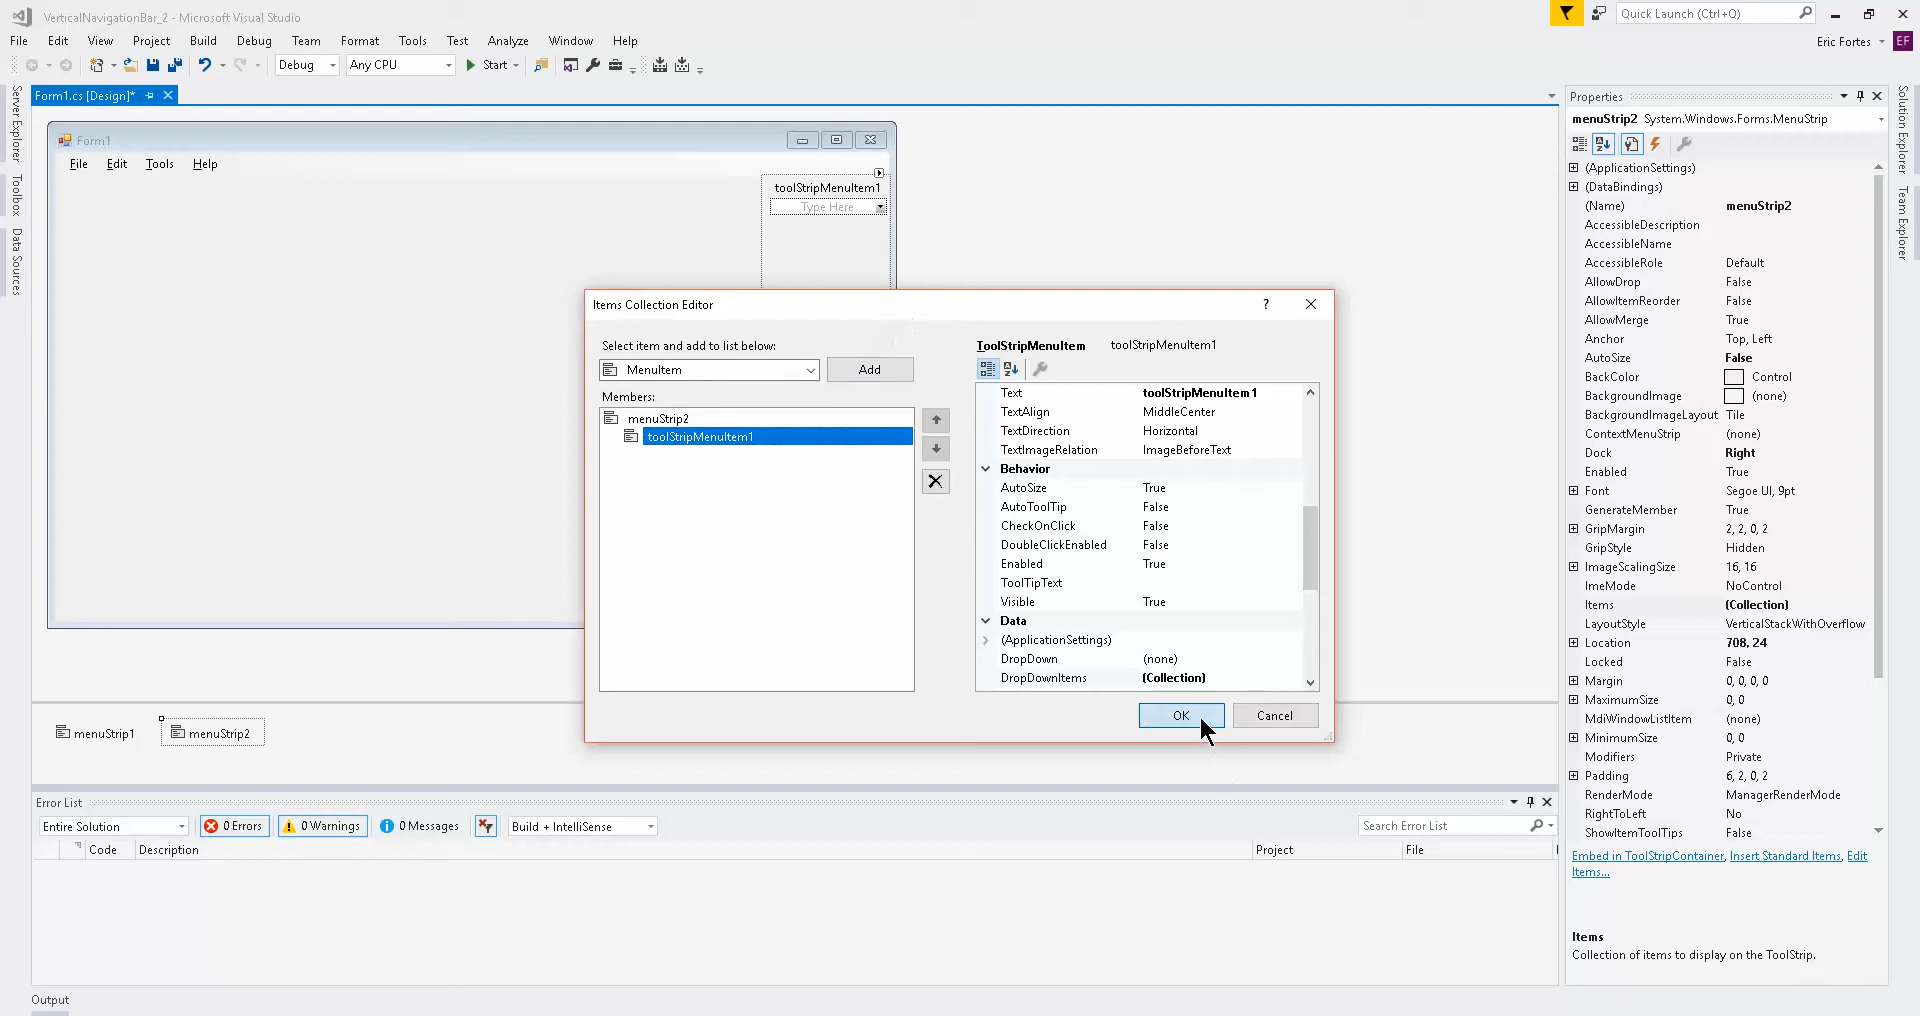 VerticalNavigationBar_2 - Microsoft Visual Studio
Quick Launch (Ctrl+Q)
File Edit View Project Build Debug Team Format Tools Test Analyze Window Help
Eric Fortes EF
Debug Any CPU Start
Server Explorer
Toolbox
Data Sources
Form1.cs [Design]*
Form1
File Edit Tools Help
toolStripMenuItem1
Type Here
Items Collection Editor
?
Select item and add to list below:
MenuItem
Add
Members:
menuStrip2
toolStripMenuItem1
ToolStripMenuItem toolStripMenuItem1
Text toolStripMenuItem1
TextAlign MiddleCenter
TextDirection Horizontal
TextImageRelation ImageBeforeText
Behavior
AutoSize True
AutoToolTip False
CheckOnClick False
DoubleClickEnabled False
Enabled True
ToolTipText
Visible True
Data
(ApplicationSettings)
DropDown (none)
DropDownItems (Collection)
OK Cancel
menuStrip1 menuStrip2
Error List
Entire Solution 0 Errors 0 Warnings 0 Messages Build + IntelliSense Search Error List
Code Description Project File
Output
Properties
menuStrip2 System.Windows.Forms.MenuStrip
(ApplicationSettings)
(DataBindings)
(Name) menuStrip2
AccessibleDescription
AccessibleName
AccessibleRole Default
AllowDrop False
AllowItemReorder False
AllowMerge True
Anchor Top, Left
AutoSize False
BackColor Control
BackgroundImage (none)
BackgroundImageLayout Tile
ContextMenuStrip (none)
Dock Right
Enabled True
Font Segoe UI, 9pt
GenerateMember True
GripMargin 2, 2, 0, 2
GripStyle Hidden
ImageScalingSize 16, 16
ImeMode NoControl
Items (Collection)
LayoutStyle VerticalStackWithOverflow
Location 708, 24
Locked False
Margin 0, 0, 0, 0
MaximumSize 0, 0
MdiWindowListItem (none)
MinimumSize 0, 0
Modifiers Private
Padding 6, 2, 0, 2
RenderMode ManagerRenderMode
RightToLeft No
ShowItemToolTips False
Embed in ToolStripContainer, Insert Standard Items, Edit
Items...
Items
Collection of items to display on the ToolStrip.
Solution Explorer
Team Explorer